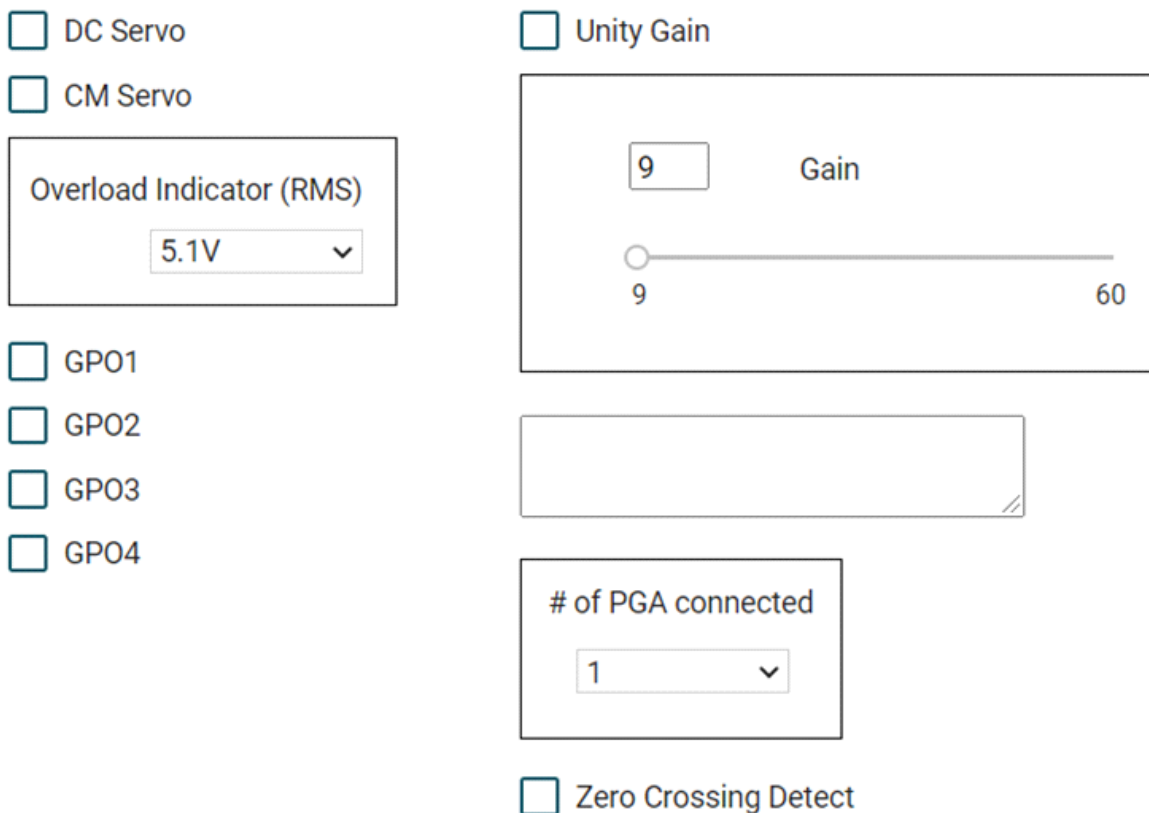 DC Servo
CM Servo
Overload Indicator (RMS)
5.1V
GPO1
GPO2
GPO3
GPO4
Unity Gain
9 Gain
9 60
# of PGA connected
1
Zero Crossing Detect